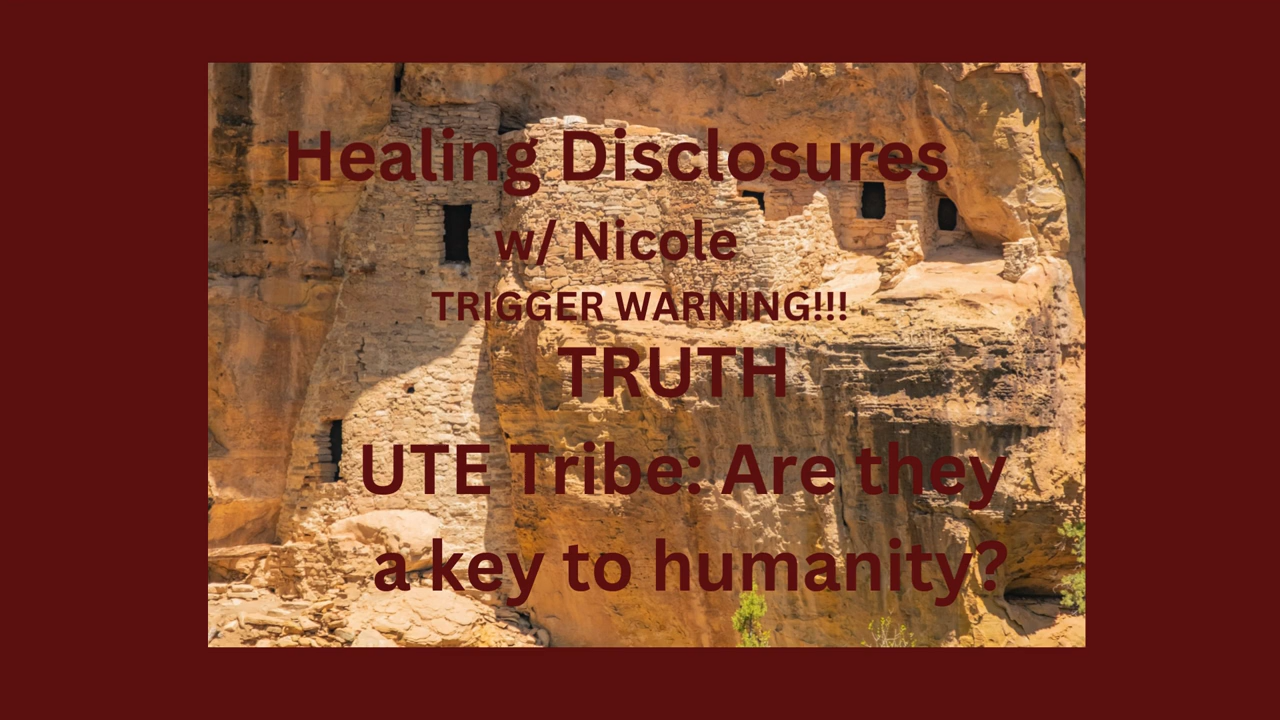 Healing Disclosures
w/ Nicole
TRIGGER WARNING!!!
TRUTH
UTE Tribe: Are they
a key to humanity?